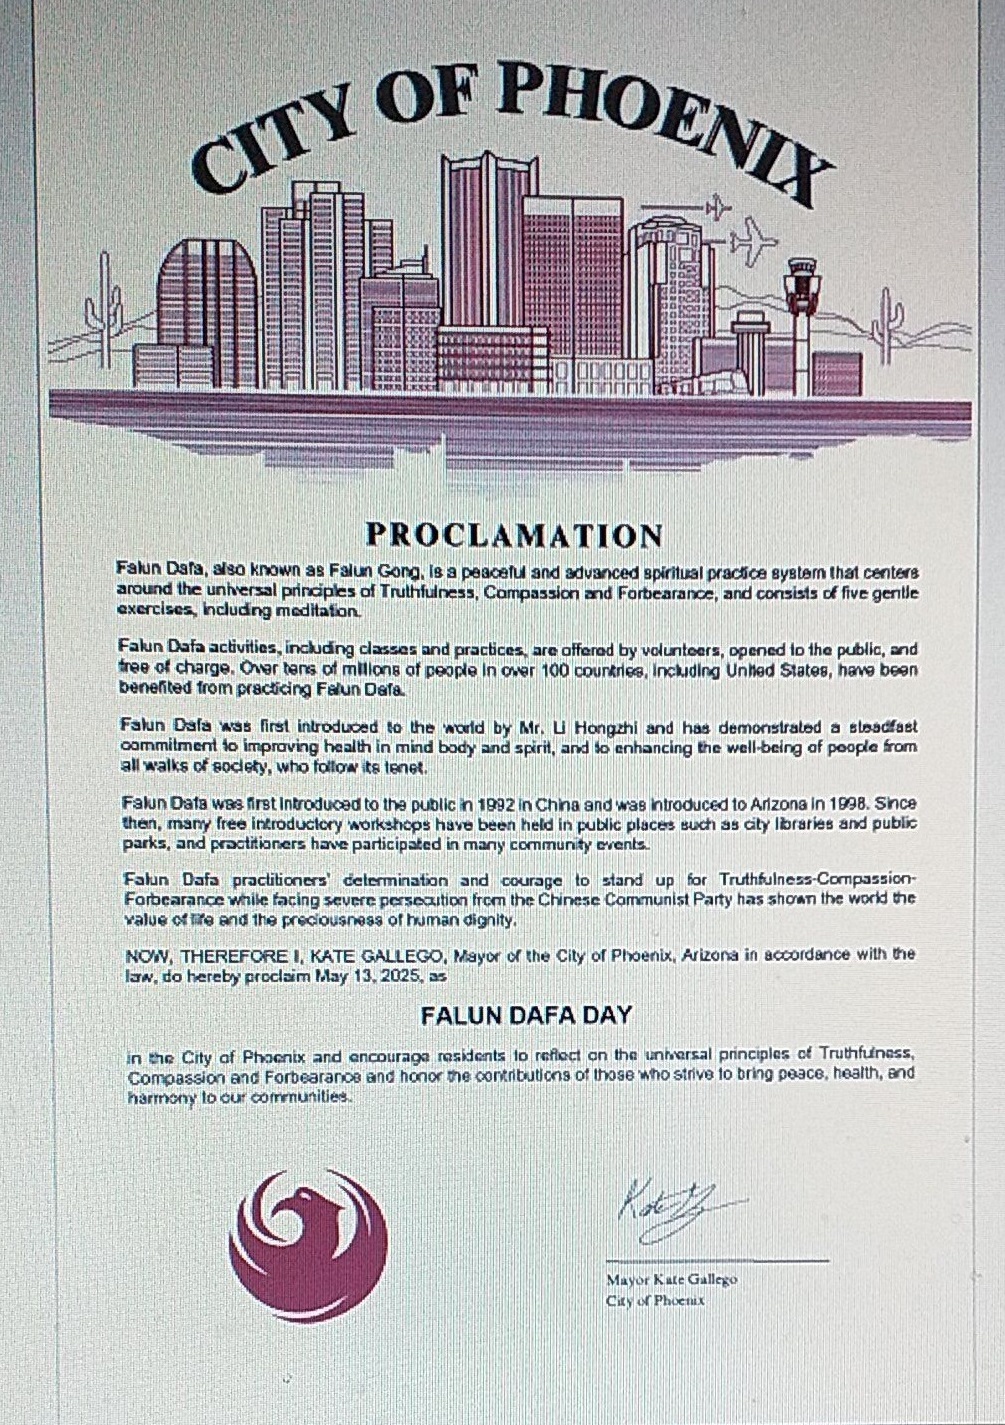 CITY OF PHOENIX
PROCLAMATION
Falun Dafa, also known as Falun Gong, is a peaceful and advanced spiritual practice system that centers
around the universal principles of Truthfulness, Compassion and Forbearance, and consists of five gentle
exercises, including meditation.
Falun Dafa activities, including classes and practices, are offered by volunteers, opened to the public, and
free of charge. Over tens of millions of people in over 100 countries, including United States, have been
benefited from practicing Falun Dafa.
Falun Dafa was first introduced to the world by Mr. Li Hongzhi and has demonstrated a steadfast
commitment to improving health in mind body and spirit, and to enhancing the well-being of people from
all walks of society, who follow its tenet.
Falun Dafa was first introduced to the public in 1992 in China and was introduced to Arizona in 1998. Since
then, many free introductory workshops have been held in public places such as city libraries and public
parks, and practitioners have participated in many community events.
Falun Dafa practitioners' determination and courage to stand up for Truthfulness-Compassion-
Forbearance while facing severe persecution from the Chinese Communist Party has shown the world the
value of life and the preciousness of human dignity.
NOW, THEREFORE I, KATE GALLEGO, Mayor of the City of Phoenix, Arizona in accordance with the
law, do hereby proclaim May 13, 2025, as
FALUN DAFA DAY
in the City of Phoenix and encourage residents to reflect on the universal principles of Truthfulness,
Compassion and Forbearance and honor the contributions of those who strive to bring peace, health, and
harmony to our communities.
Mayor Kate Gallego
City of Phoenix